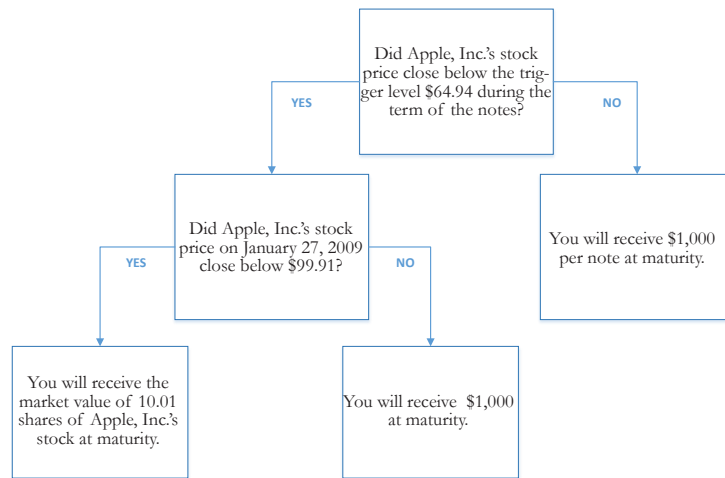 Did Apple, Inc.'s stock
price close below the trig-
ger level $64.94 during the
term of the notes?
YES
NO
Did Apple, Inc.'s stock
price on January 27, 2009
close below $99.91?
You will receive $1,000
per note at maturity.
YES
NO
You will receive the
market value of 10.01
shares of Apple, Inc.'s
stock at maturity.
You will receive $1,000
at maturity.